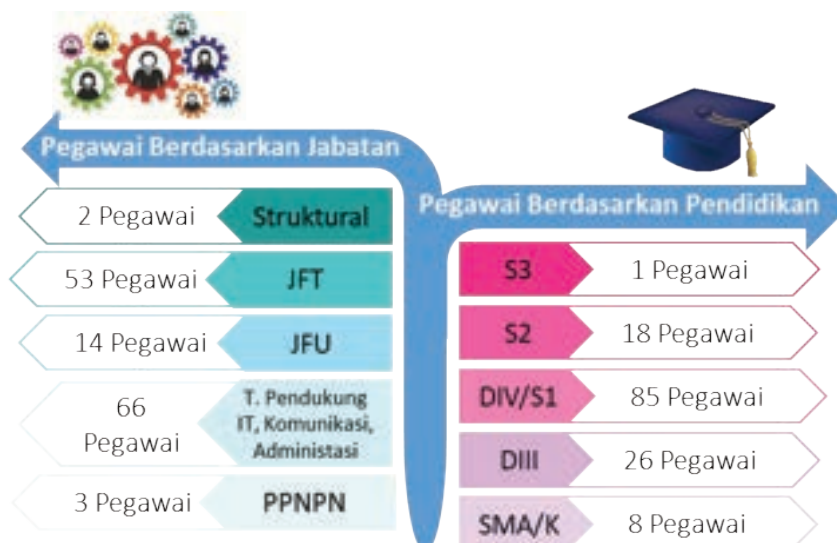 Pegawai Berdasarkan Jabatan
2 Pegawai
Struktural
53 Pegawai
JFT
14 Pegawai
JFU
66
Pegawai
T. Pendukung
IT, Komunikasi,
Administasi
3 Pegawai
PPNPN
Pegawai Berdasarkan Pendidikan
S3
1 Pegawai
S2
18 Pegawai
DIV/S1
85 Pegawai
DIII
26 Pegawai
SMA/K
8 Pegawai